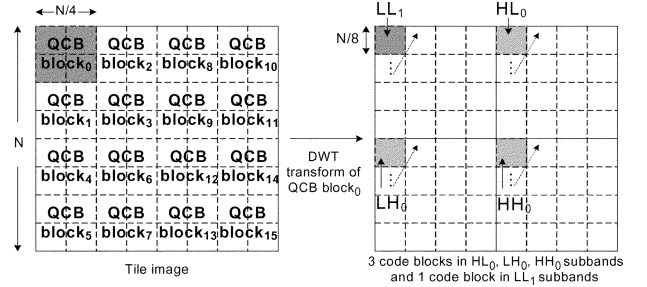 N/4
N
QCB block0 QCB block2 QCB block8 QCB block10
QCB block1 QCB block3 QCB block9 QCB block11
QCB block4 QCB block6 QCB block12 QCB block14
QCB block5 QCB block7 QCB block13 QCB block15
Tile image
DWT
transform of
QCB block0
LL1 HL0
N/8
LH0 HH0
3 code blocks in HL0, LH0, HH0 subbands
and 1 code block in LL1 subbands